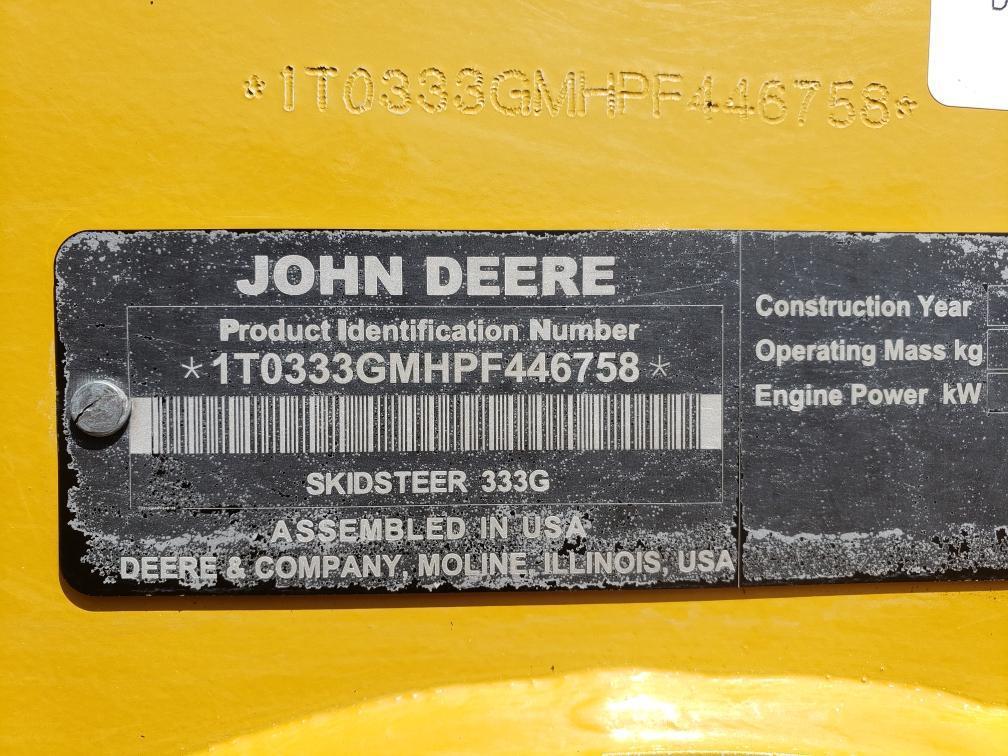 *1T0333GMHPF446758*
JOHN DEERE
Product Identification Number
*1T0333GMHPF446758*
SKIDSTEER 333G
ASSEMBLED IN USA
DEERE & COMPANY, MOLINE, ILLINOIS, USA
Construction Year
Operating Mass kg
Engine Power kW